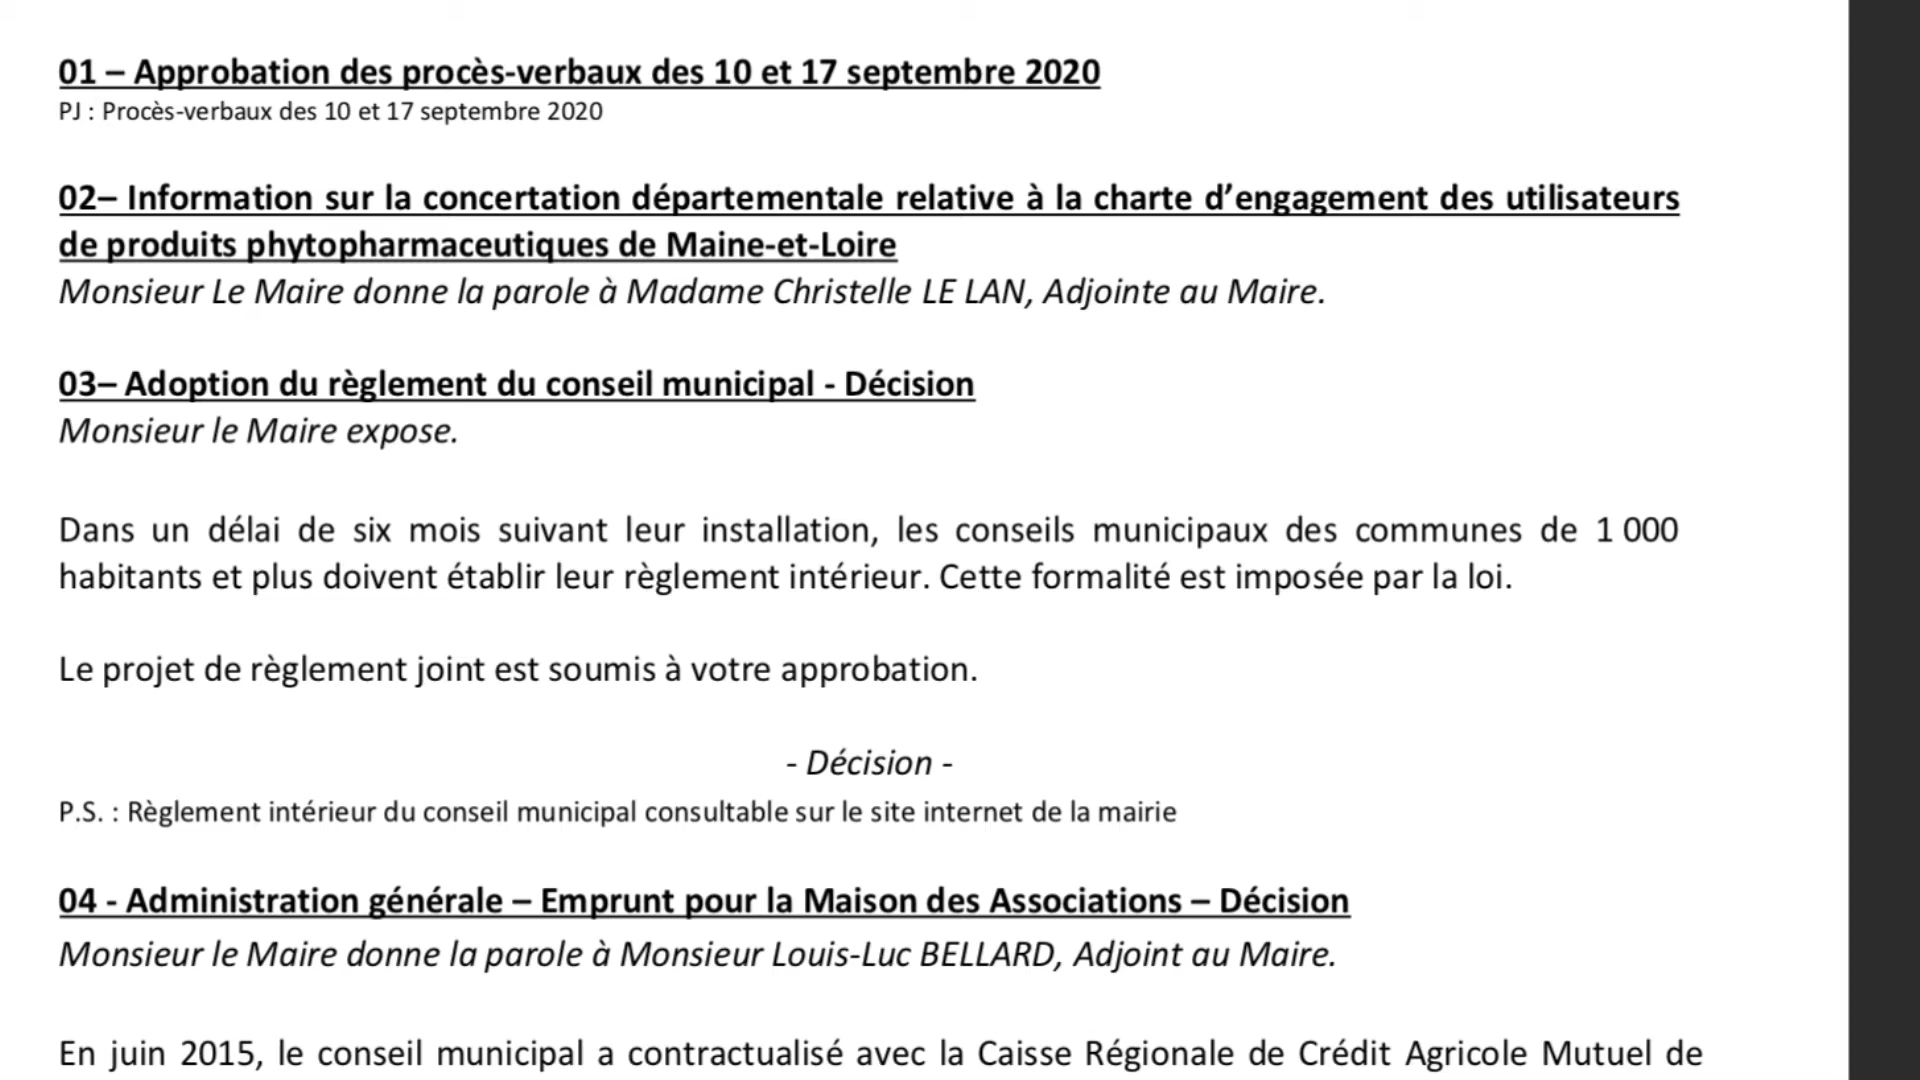 01 – Approbation des procès-verbaux des 10 et 17 septembre 2020
PJ : Procès-verbaux des 10 et 17 septembre 2020
02– Information sur la concertation départementale relative à la charte d’engagement des utilisateurs
de produits phytopharmaceutiques de Maine-et-Loire
Monsieur Le Maire donne la parole à Madame Christelle LE LAN, Adjointe au Maire.
03– Adoption du règlement du conseil municipal - Décision
Monsieur le Maire expose.
Dans un délai de six mois suivant leur installation, les conseils municipaux des communes de 1 000
habitants et plus doivent établir leur règlement intérieur. Cette formalité est imposée par la loi.
Le projet de règlement joint est soumis à votre approbation.
- Décision -
P.S. : Règlement intérieur du conseil municipal consultable sur le site internet de la mairie
04 - Administration générale – Emprunt pour la Maison des Associations – Décision
Monsieur le Maire donne la parole à Monsieur Louis-Luc BELLARD, Adjoint au Maire.
En juin 2015, le conseil municipal a contractualisé avec la Caisse Régionale de Crédit Agricole Mutuel de